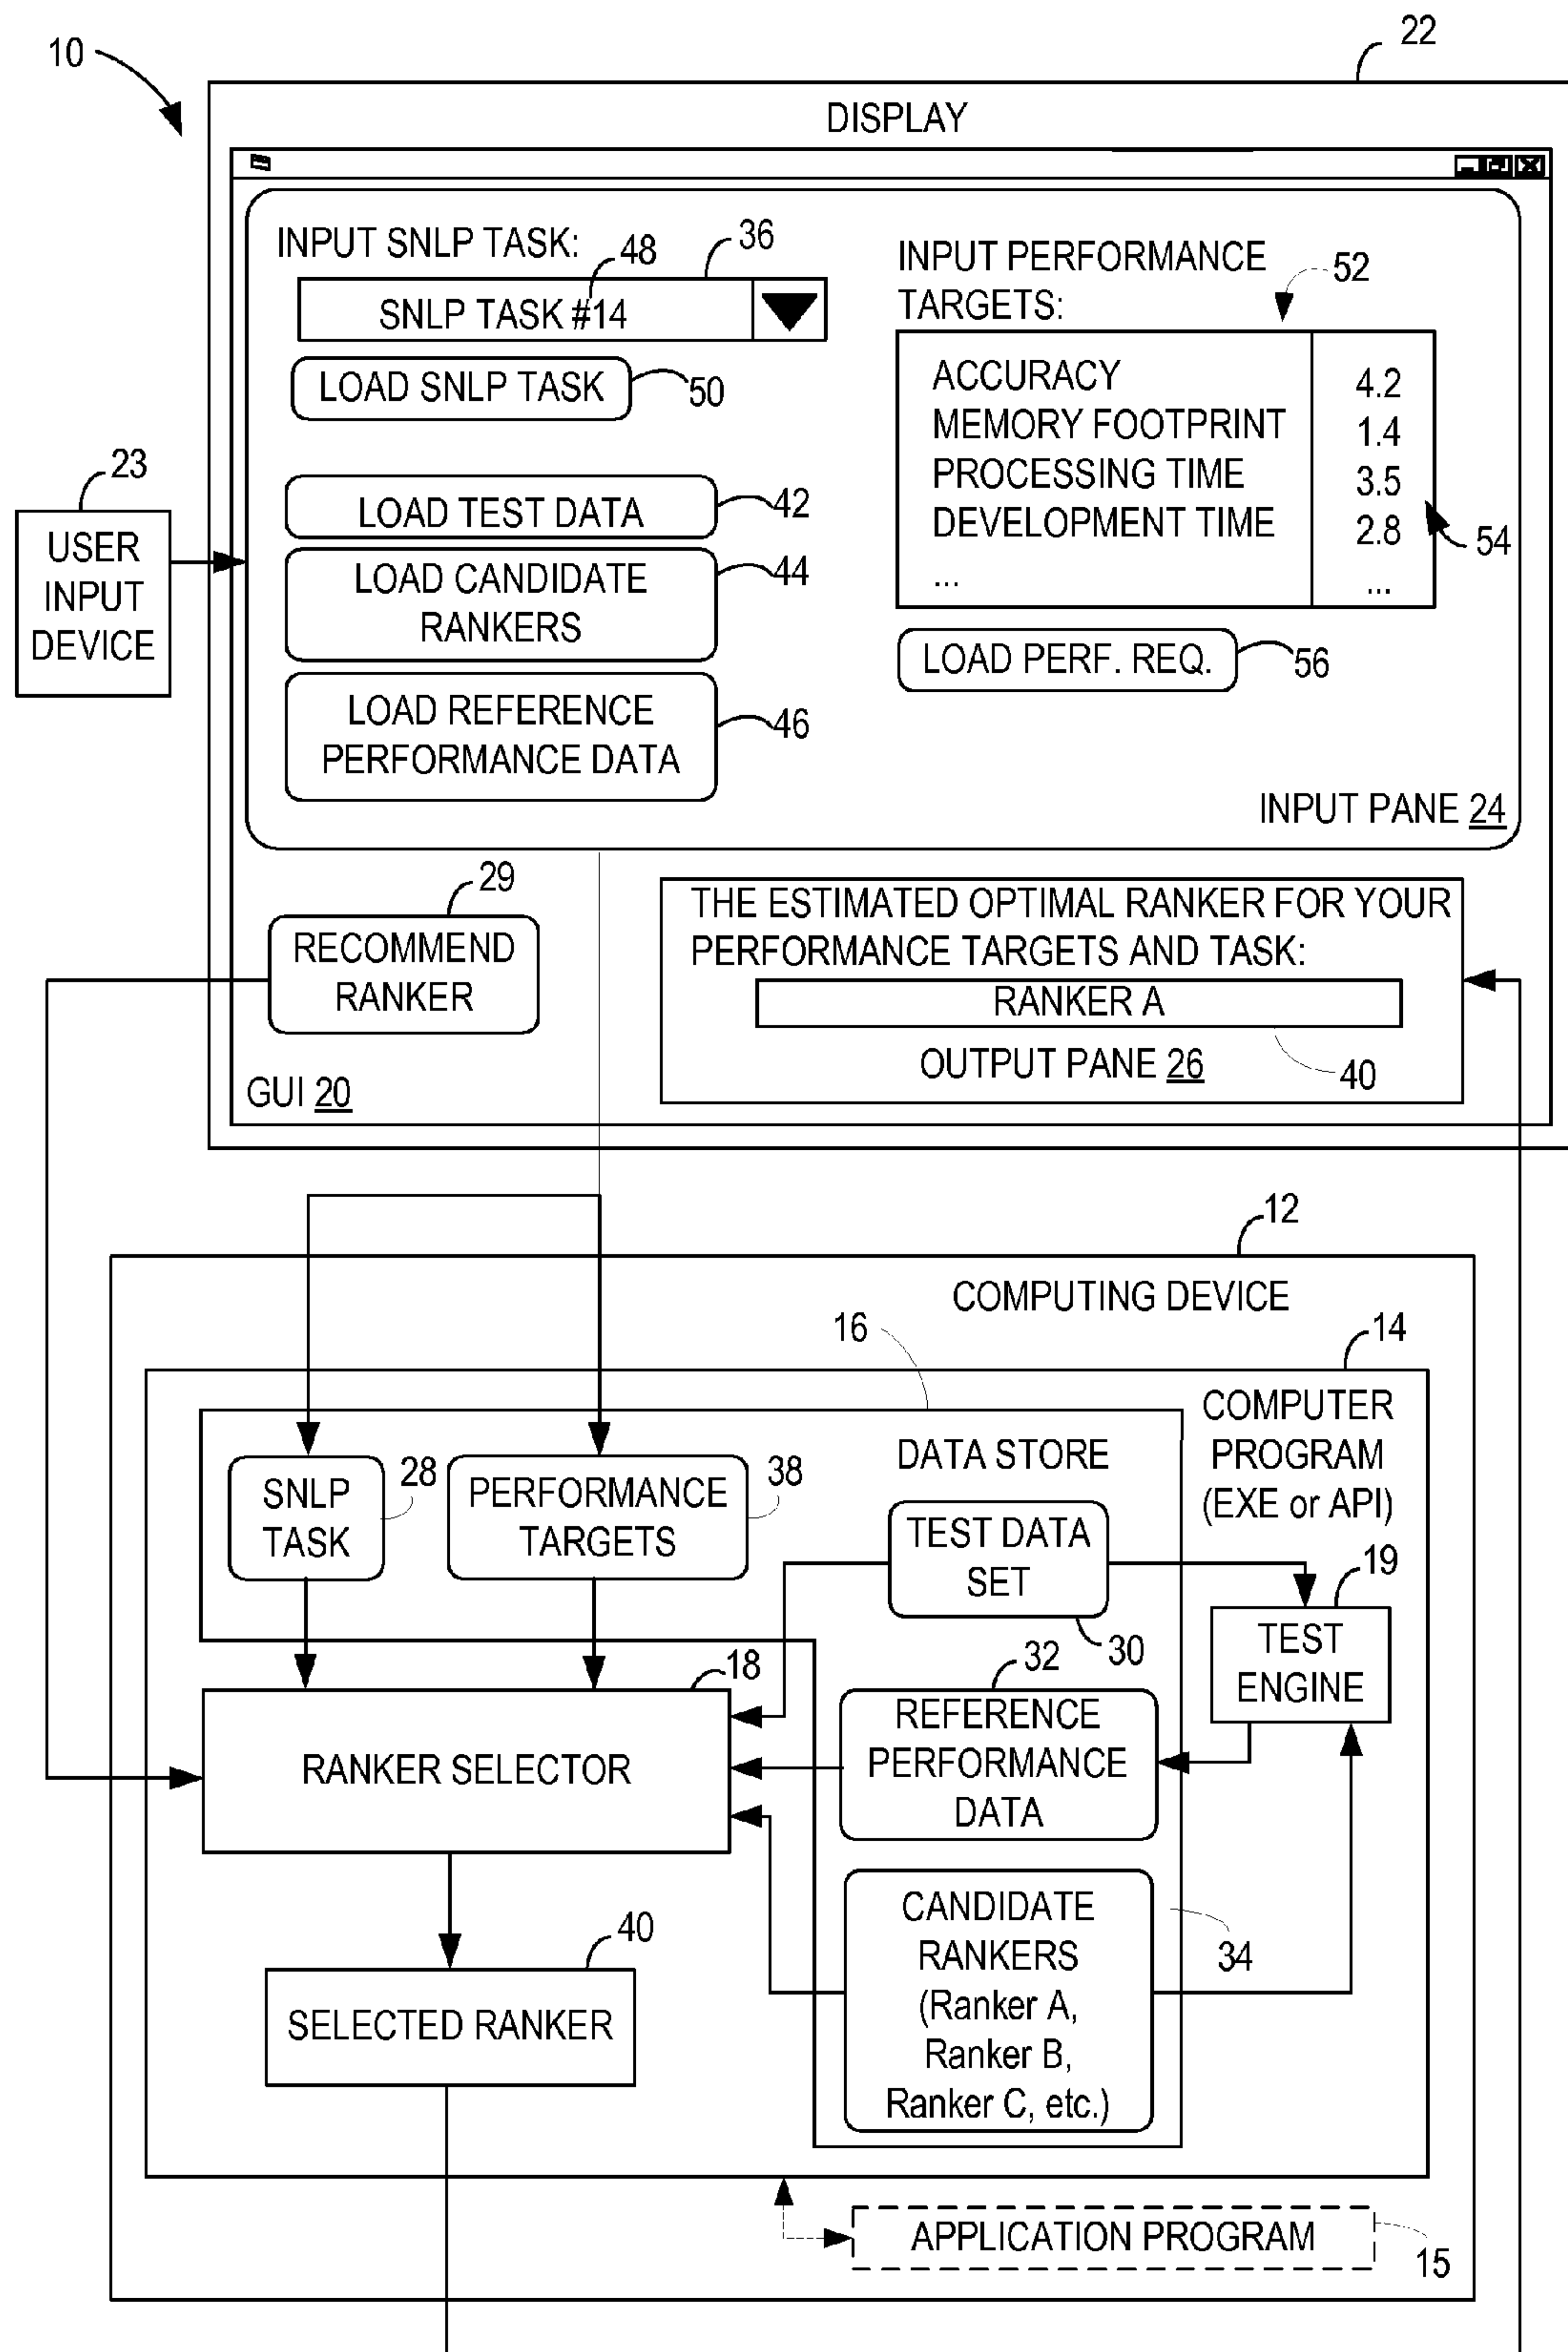 10
22
DISPLAY
INPUT SNLP TASK:
48
36
SNLP TASK #14
LOAD SNLP TASK
50
INPUT PERFORMANCE
TARGETS:
52
ACCURACY 4.2
MEMORY FOOTPRINT 1.4
PROCESSING TIME 3.5
DEVELOPMENT TIME 2.8
... ...
54
LOAD PERF. REQ.
56
23
USER
INPUT
DEVICE
LOAD TEST DATA
42
LOAD CANDIDATE
RANKERS
44
LOAD REFERENCE
PERFORMANCE DATA
46
INPUT PANE 24
29
RECOMMEND
RANKER
THE ESTIMATED OPTIMAL RANKER FOR YOUR
PERFORMANCE TARGETS AND TASK:
RANKER A
OUTPUT PANE 26
40
GUI 20
12
COMPUTING DEVICE
16
14
COMPUTER
PROGRAM
(EXE or API)
DATA STORE
SNLP
TASK
28
PERFORMANCE
TARGETS
38
TEST DATA
SET
30
19
TEST
ENGINE
18
RANKER SELECTOR
32
REFERENCE
PERFORMANCE
DATA
CANDIDATE
RANKERS
(Ranker A,
Ranker B,
Ranker C, etc.)
34
40
SELECTED RANKER
APPLICATION PROGRAM
15